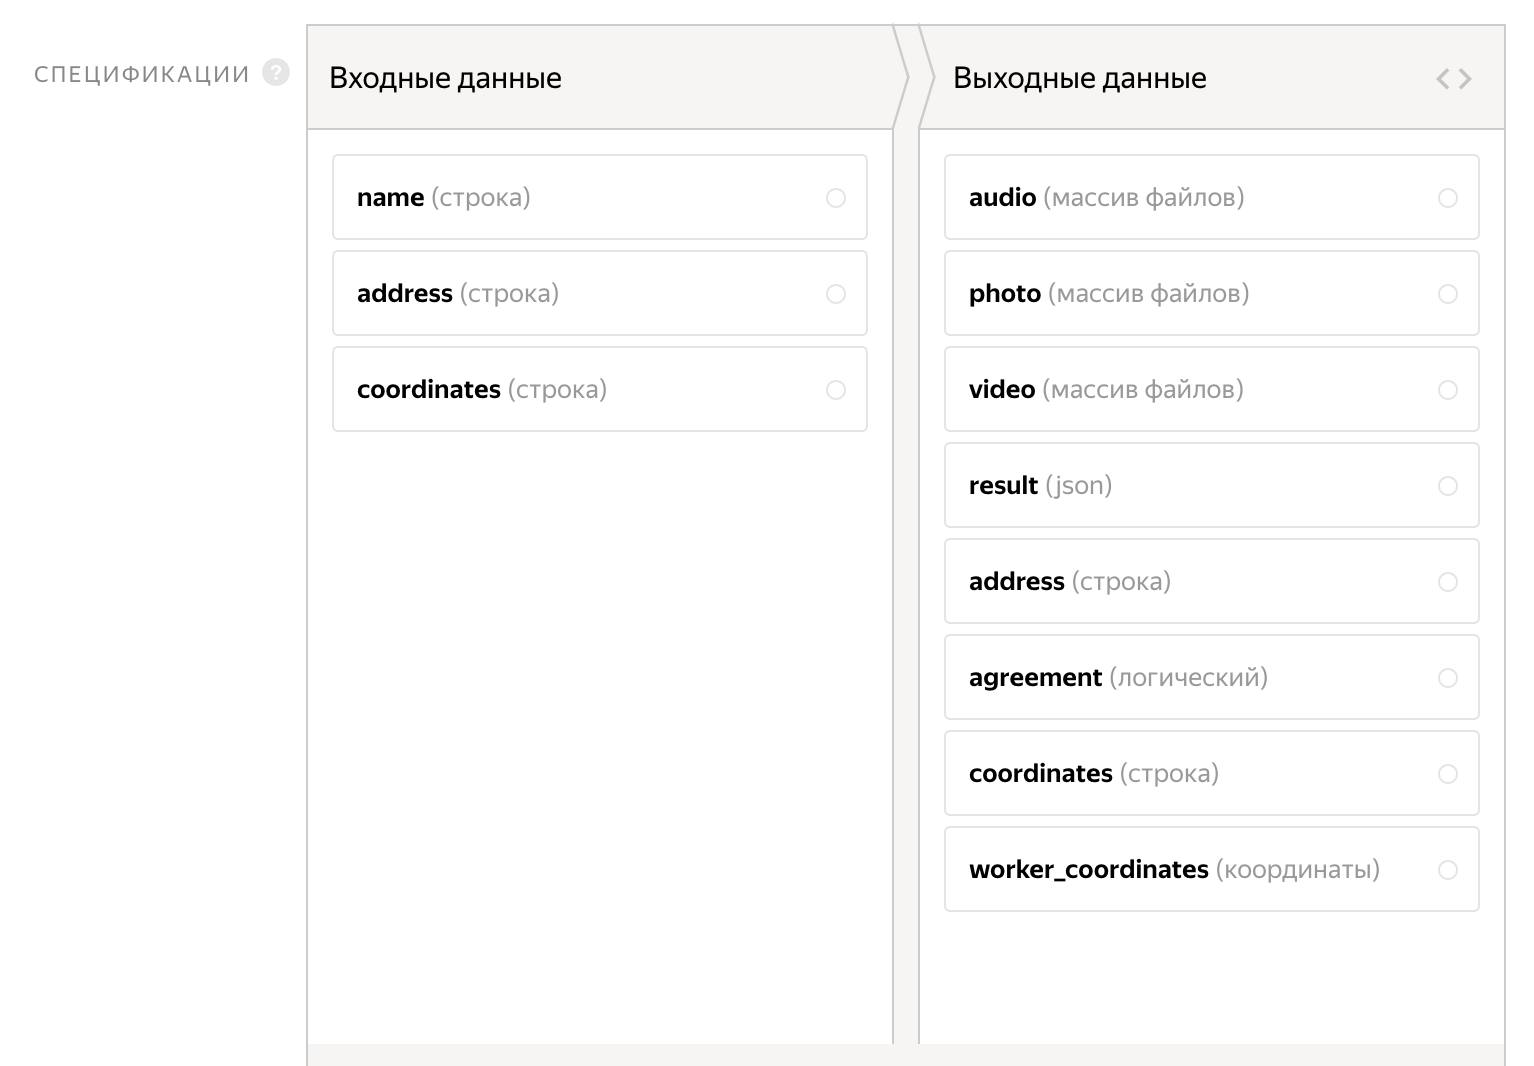 СПЕЦИФИКАЦИИ ?
Входные данные
name (строка)
address (строка)
coordinates (строка)
Выходные данные
audio (массив файлов)
photo (массив файлов)
video (массив файлов)
result (json)
address (строка)
agreement (логический)
coordinates (строка)
worker_coordinates (координаты)